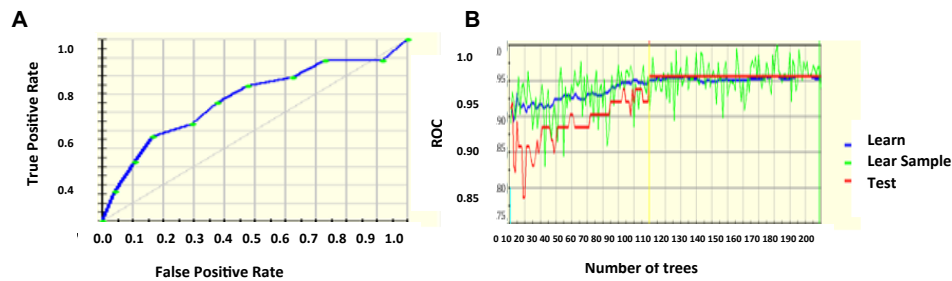 A
True Positive Rate
1.0
0.8
0.6
0.4
0.0 0.1 0.2 0.3 0.4 0.5 0.6 0.7 0.8 0.9 1.0
False Positive Rate
B
ROC
1.0
0.95
0.90
0.85
.0
95
90
85
80
75
0 10 20 30 40 50 60 70 80 90 100 110 120 130 140 150 160 170 180 190 200
Number of trees
Learn
Lear Sample
Test